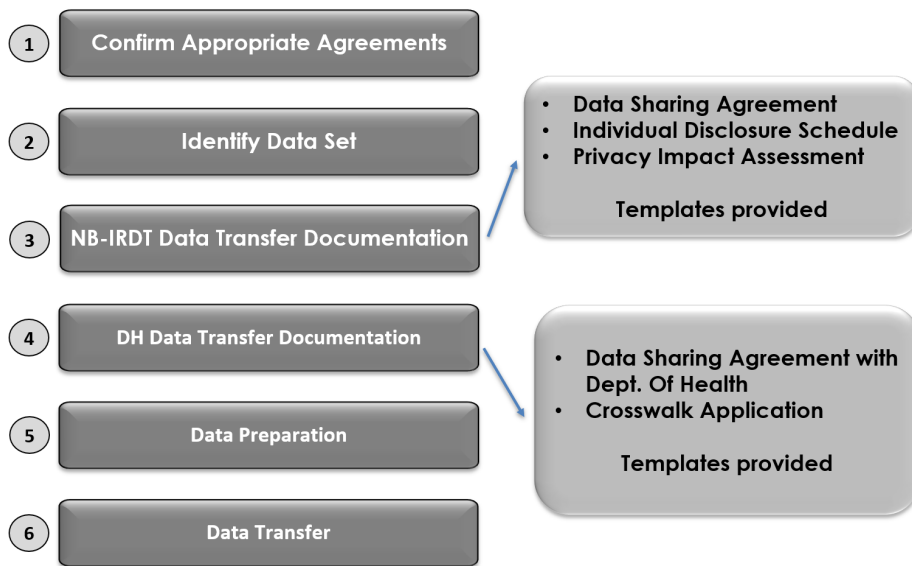 1
Confirm Appropriate Agreements
2
Identify Data Set
3
NB-IRDT Data Transfer Documentation
• Data Sharing Agreement
• Individual Disclosure Schedule
• Privacy Impact Assessment
Templates provided
4
DH Data Transfer Documentation
• Data Sharing Agreement with
Dept. Of Health
• Crosswalk Application
Templates provided
5
Data Preparation
6
Data Transfer